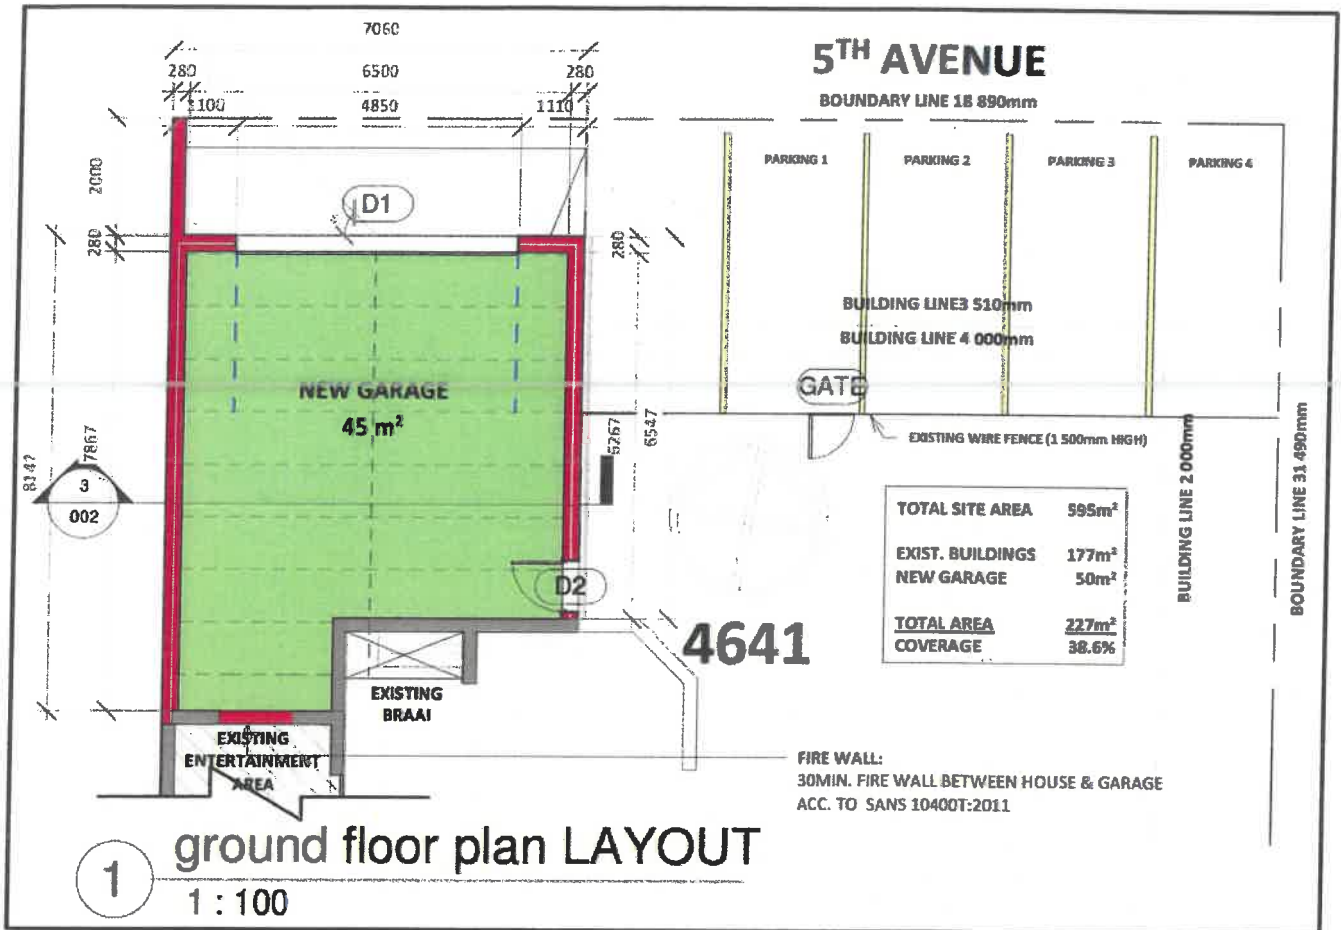 7060
280 6500 280
1100 4850 1110
5TH AVENUE
BOUNDARY LINE 18 890mm
PARKING 1
PARKING 2
PARKING 3
PARKING 4
2000
280
D1
280
BUILDING LINE3 510mm
BUILDING LINE 4 000mm
GATE
NEW GARAGE
45 m²
EXISTING WIRE FENCE (1 500mm HIGH)
8147
7867
3
002
6267
6547
BUILDING LINE 2 000mm
BOUNDARY LINE 31 490mm
TOTAL SITE AREA 595m²
EXIST. BUILDINGS 177m²
NEW GARAGE 50m²
TOTAL AREA 227m²
COVERAGE 38.6%
D2
4641
EXISTING
BRAAI
EXISTING
ENTERTAINMENT
AREA
FIRE WALL:
30MIN. FIRE WALL BETWEEN HOUSE & GARAGE
ACC. TO SANS 10400T:2011
1
ground floor plan LAYOUT
1 : 100